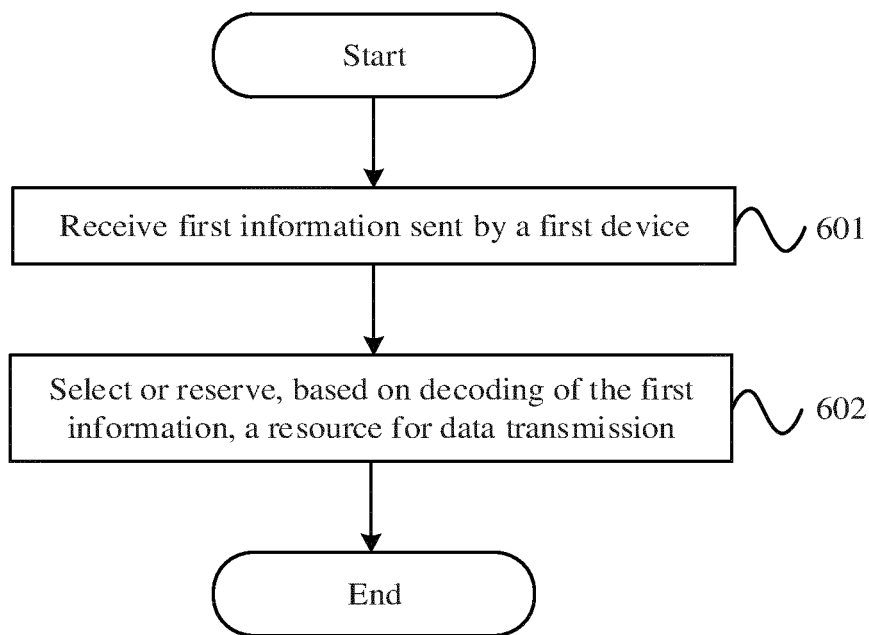 Start
Receive first information sent by a first device
601
Select or reserve, based on decoding of the first
information, a resource for data transmission
602
End